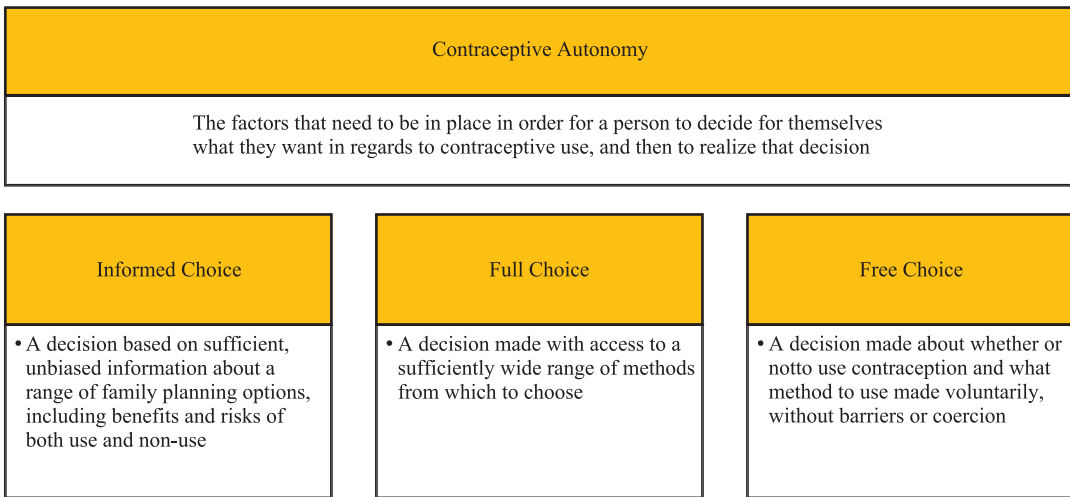 Contraceptive Autonomy
The factors that need to be in place in order for a person to decide for themselves
what they want in regards to contraceptive use, and then to realize that decision
Informed Choice
• A decision based on sufficient,
unbiased information about a
range of family planning options,
including benefits and risks of
both use and non-use
Full Choice
• A decision made with access to a
sufficiently wide range of methods
from which to choose
Free Choice
• A decision made about whether or
notto use contraception and what
method to use made voluntarily,
without barriers or coercion